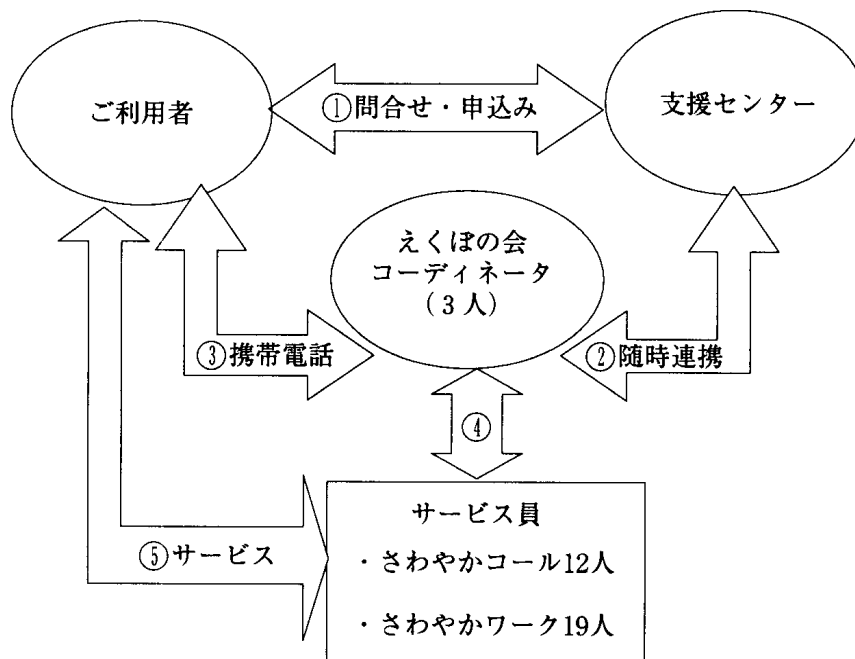 ご利用者
①問合せ・申込み
支援センター
えくぼの会
コーディネータ
(3人)
③携帯電話
②随時連携
④
サービス員
⑤サービス
・さわやかコール12人
・さわやかワーク19人